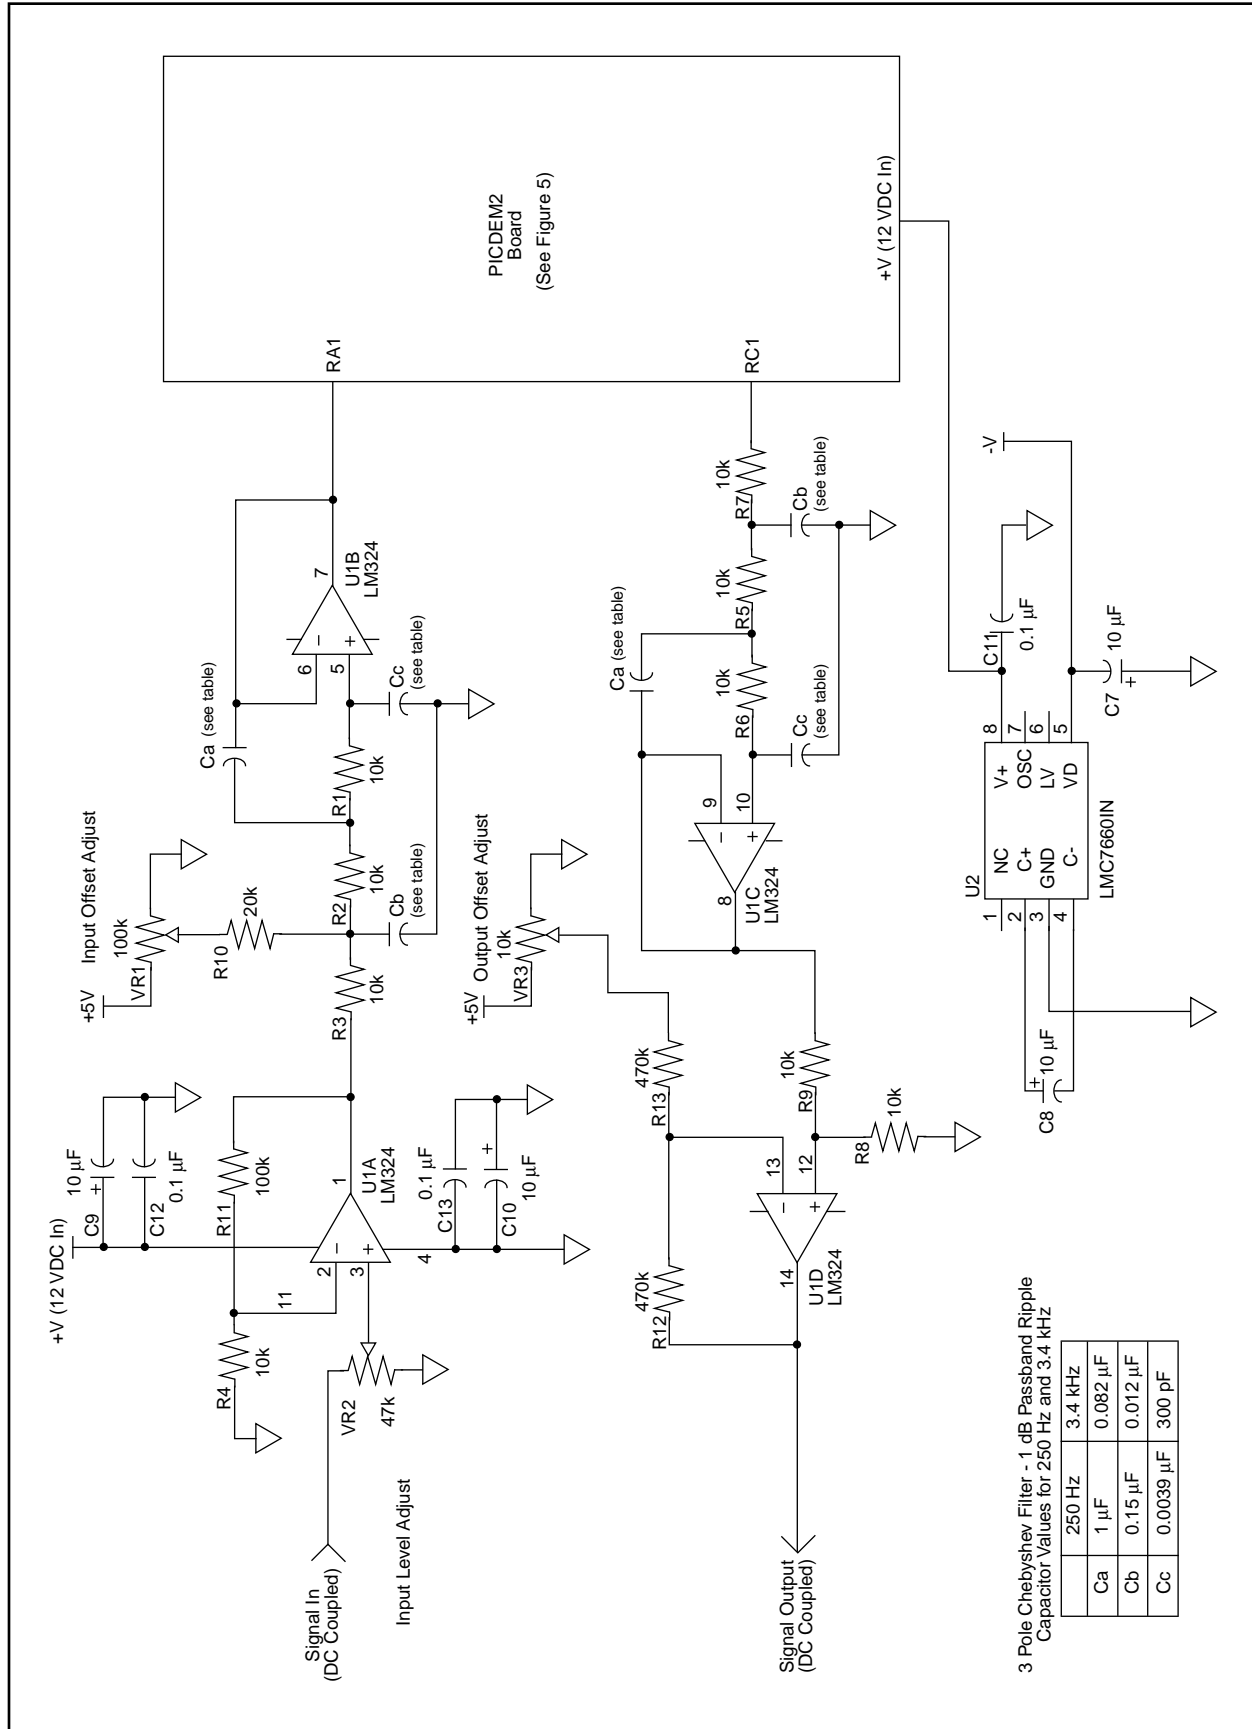 PICDEM2
Board
(See Figure 5)
RA1
RC1
+V (12 VDC In)
+V (12 VDC In)
C9
10 µF
+
C12
0.1 µF
R4
10k
R11
100k
11
2
3
1
4
U1A
LM324
C13
0.1 µF
C10
10 µF
+
VR2
47k
Signal In
(DC Coupled)
Input Level Adjust
+5V
VR1
100k
Input Offset Adjust
R10
20k
R3
10k
R2
10k
R1
10k
Ca (see table)
Cb
(see table)
Cc
(see table)
6
5
7
U1B
LM324
+5V
VR3
10k
Output Offset Adjust
R12
470k
R13
470k
13
12
14
U1D
LM324
R9
10k
R8
10k
Signal Output
(DC Coupled)
8
9
10
U1C
LM324
Ca (see table)
R6
10k
R5
10k
R7
10k
Cc
(see table)
Cb
(see table)
U2
LMC7660IN
1
2
3
4
NC
C+
GND
C-
V+
OSC
LV
VD
8
7
6
5
C8
10 µF
+
C11
0.1 µF
C7
10 µF
+
-V
3 Pole Chebyshev Filter - 1 dB Passband Ripple
Capacitor Values for 250 Hz and 3.4 kHz
250 Hz 3.4 kHz
Ca 1 µF 0.082 µF
Cb 0.15 µF 0.012 µF
Cc 0.0039 µF 300 pF